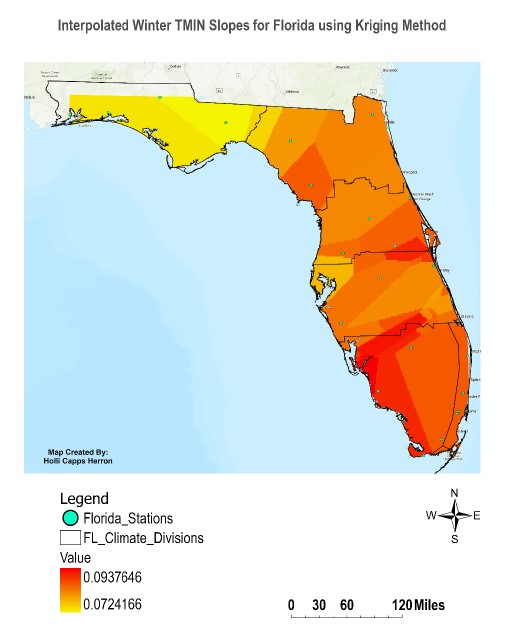 Interpolated Winter TMIN Slopes for Florida using Kriging Method
Map Created By:
Holli Capps Herron
Legend
Florida_Stations
FL_Climate_Divisions
Value
0.0937646
0.0724166
N
W E
S
0 30 60 120 Miles